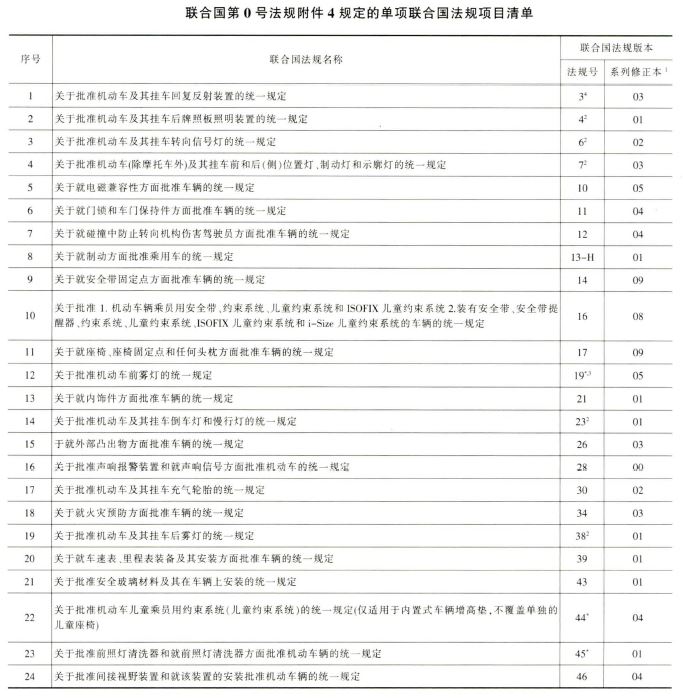 联合国第 0 号法规附件 4 规定的单项联合国法规项目清单
序号 联合国法规名称 联合国法规版本
法规号 系列修正本¹
1 关于批准机动车及其挂车回复反射装置的统一规定 3⁴ 03
2 关于批准机动车及其挂车后牌照板照明装置的统一规定 4² 01
3 关于批准机动车及其挂车转向信号灯的统一规定 6² 02
4 关于批准机动车(除摩托车外)及其挂车前和后(侧)位置灯、制动灯和示廓灯的统一规定 7² 03
5 关于就电磁兼容性方面批准车辆的统一规定 10 05
6 关于就门锁和车门保持件方面批准车辆的统一规定 11 04
7 关于就碰撞中防止转向机构伤害驾驶员方面批准车辆的统一规定 12 04
8 关于就制动方面批准乘用车的统一规定 13-H 01
9 关于就安全带固定点方面批准车辆的统一规定 14 09
10 关于批准 1. 机动车辆乘员用安全带、约束系统、儿童约束系统和 ISOFIX 儿童约束系统 2.装有安全带、安全带提
醒器、约束系统、儿童约束系统、ISOFIX 儿童约束系统和 i-Size 儿童约束系统的车辆的统一规定 16 08
11 关于就座椅、座椅固定点和任何头枕方面批准车辆的统一规定 17 09
12 关于批准机动车前雾灯的统一规定 19*,³ 05
13 关于就内饰件方面批准车辆的统一规定 21 01
14 关于批准机动车及其挂车倒车灯和慢行灯的统一规定 23² 01
15 于就外部凸出物方面批准车辆的统一规定 26 03
16 关于批准声响报警装置和就声响信号方面批准机动车的统一规定 28 00
17 关于批准机动车及其挂车充气轮胎的统一规定 30 02
18 关于就火灾预防方面批准车辆的统一规定 34 03
19 关于批准机动车及其挂车后雾灯的统一规定 38² 01
20 关于就车速表、里程表装备及其安装方面批准车辆的统一规定 39 01
21 关于批准安全玻璃材料及其在车辆上安装的统一规定 43 01
22 关于批准机动车儿童乘员用约束系统(儿童约束系统)的统一规定(仅适用于内置式车辆增高垫,不覆盖单独的
儿童座椅) 44* 04
23 关于批准前照灯清洗器和就前照灯清洗器方面批准机动车辆的统一规定 45* 01
24 关于批准间接视野装置和就该装置的安装批准机动车辆的统一规定 46 04